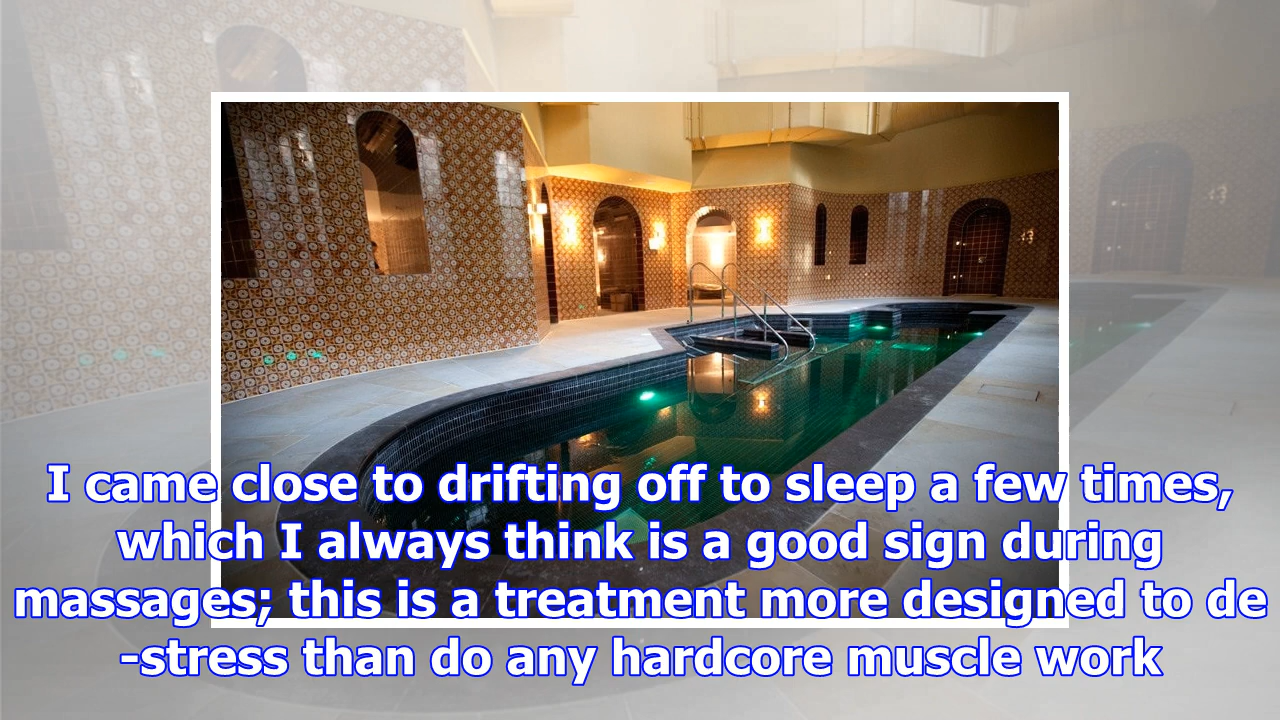 I came close to drifting off to sleep a few times,
which I always think is a good sign during
massages; this is a treatment more designed to de
-stress than do any hardcore muscle work